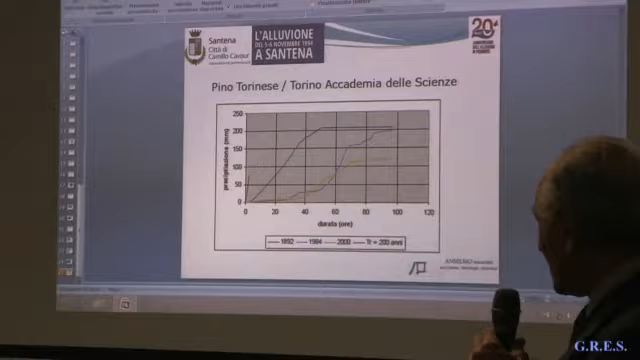 Santena
Città di
Camillo Cavour
L'ALLUVIONE
DEL 5-6 NOVEMBRE 1994
A SANTENA
20°
Pino Torinese / Torino Accademia delle Scienze
precipitazione (mm)
250
200
150
100
50
0
0 20 40 60 80 100 120
durata (ore)
1892 1994 2000 Tr = 200 anni
ANSELMO
G.R.E.S.